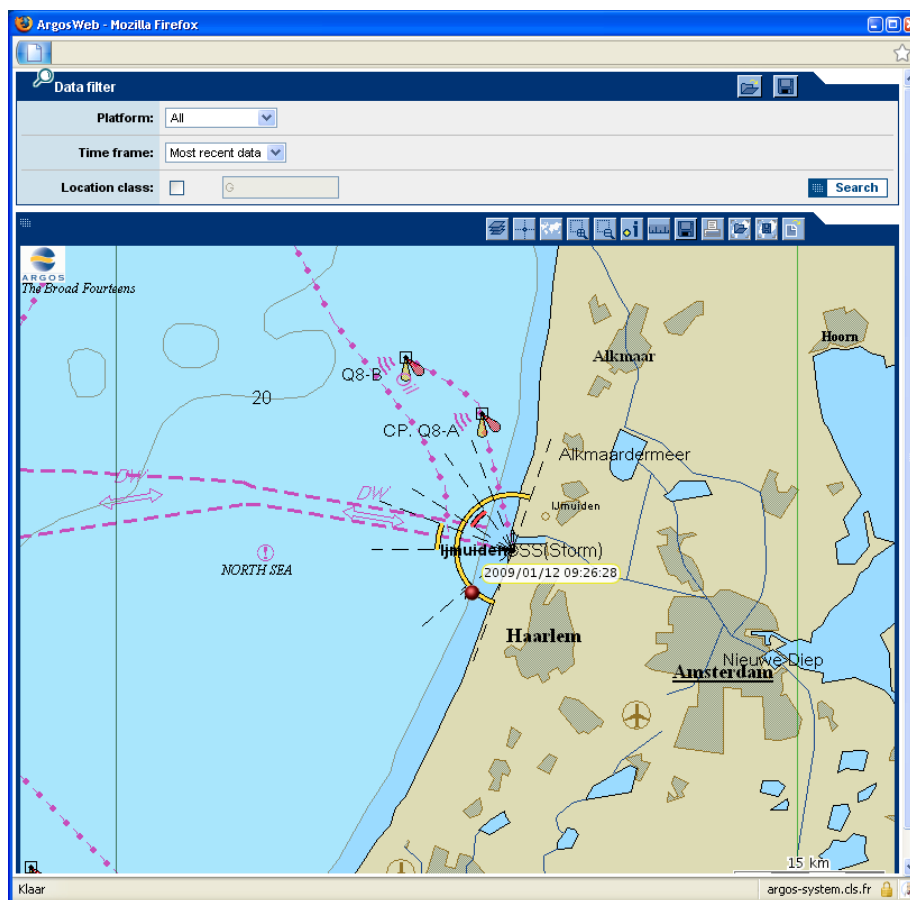 ArgosWeb - Mozilla Firefox
Data filter
Platform: All
Time frame: Most recent data
Location class: G
Search
ARGOS
The Broad Fourteens
Hoorn
Alkmaar
Q8-B
20
CP. Q8-A
Alkmaardermeer
DW
DW
IJmuiden
Ijmuiden
SS(Storm)
NORTH SEA
2009/01/12 09:26:28
Haarlem
Nieuwe Diep
Amsterdam
15 km
Klaar
argos-system.cls.fr